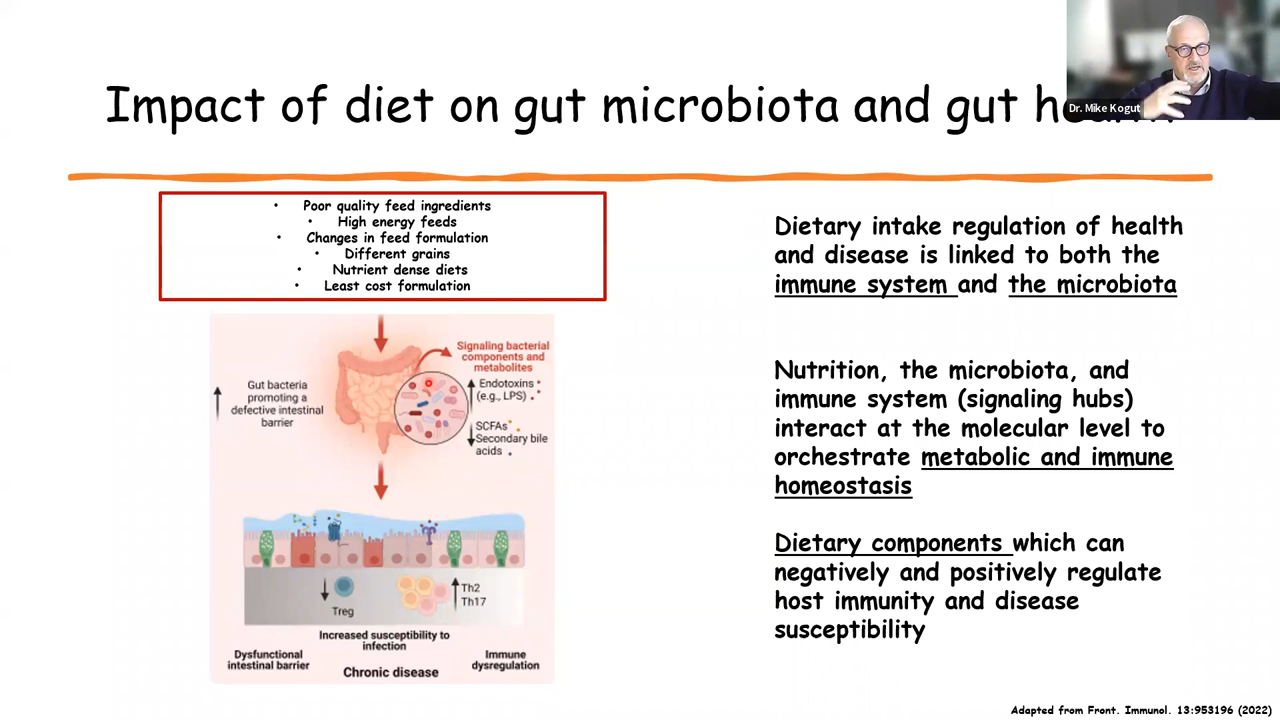 Impact of diet on gut microbiota and gut
Dr. Mike Kogut
• Poor quality feed ingredients
• High energy feeds
• Changes in feed formulation
• Different grains
• Nutrient dense diets
• Least cost formulation
Gut bacteria
promoting a
defective intestinal
barrier
Signaling bacterial
components and
metabolites
Endotoxins
(e.g., LPS)
SCFAs
Secondary bile
acids
Treg
Th2
Th17
Increased susceptibility to
infection
Dysfunctional
intestinal barrier
Chronic disease
Immune
dysregulation
Dietary intake regulation of health
and disease is linked to both the
immune system and the microbiota
Nutrition, the microbiota, and
immune system (signaling hubs)
interact at the molecular level to
orchestrate metabolic and immune
homeostasis
Dietary components which can
negatively and positively regulate
host immunity and disease
susceptibility
Adapted from Front. Immunol. 13:953196 (2022)